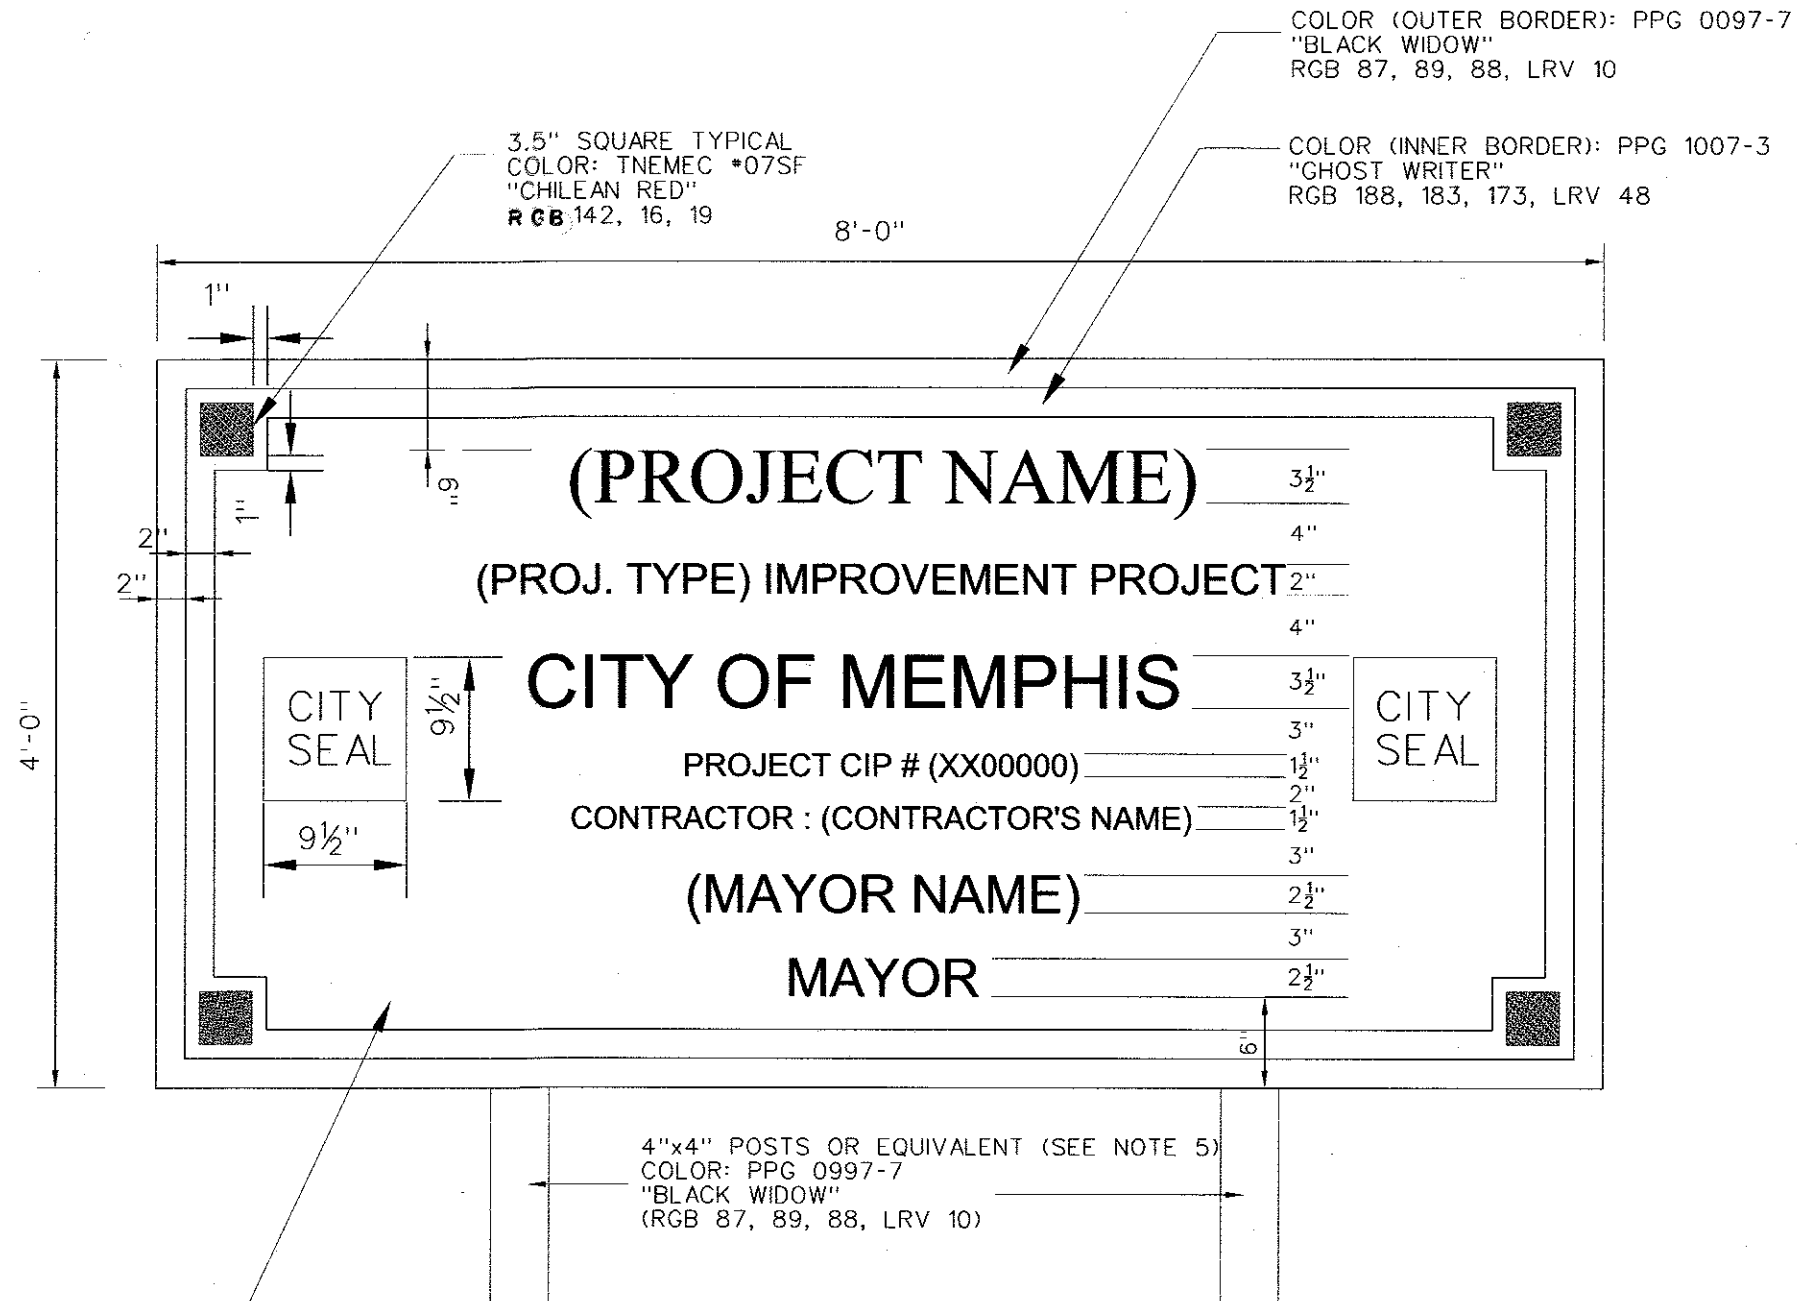 COLOR (OUTER BORDER): PPG 0097-7
"BLACK WIDOW"
RGB 87, 89, 88, LRV 10
3.5" SQUARE TYPICAL
COLOR: TNEMEC *07SF
"CHILEAN RED"
RGB 142, 16, 19
COLOR (INNER BORDER): PPG 1007-3
"GHOST WRITER"
RGB 188, 183, 173, LRV 48
8'-0"
1"
6"
1"
2"
2"
4'-0"
(PROJECT NAME)
3½"
4"
(PROJ. TYPE) IMPROVEMENT PROJECT
2"
4"
CITY OF MEMPHIS
3½"
CITY
SEAL
9½"
9½"
CITY
SEAL
3"
PROJECT CIP # (XX00000)
1½"
2"
CONTRACTOR : (CONTRACTOR'S NAME)
1½"
3"
(MAYOR NAME)
2½"
3"
MAYOR
2½"
6"
4"x4" POSTS OR EQUIVALENT (SEE NOTE 5)
COLOR: PPG 0997-7
"BLACK WIDOW"
(RGB 87, 89, 88, LRV 10)